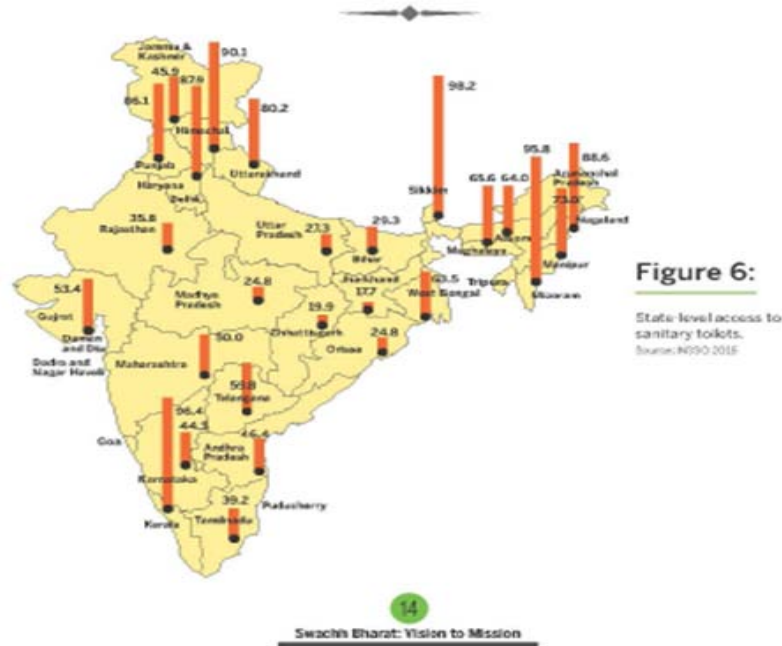 Jammu &
Kashmir
90.1
45.9
87.9
86.1
80.2
98.2
Himachal
Punjab
Uttarakhand
Haryana
Delhi
95.8
88.6
Arunachal
Pradesh
65.6
64.0
73.0
Sikkim
Nagaland
Assam
Meghalaya
Manipur
Tripura
Mizoram
35.8
Rajasthan
Uttar
Pradesh
27.3
29.3
Bihar
Jharkhand
17.7
63.5
West Bengal
53.4
Gujrat
Daman
and Diu
Dadra and
Nagar Haveli
24.8
Madhya
Pradesh
19.9
Chhattisgarh
24.8
Orissa
50.0
Maharashtra
Telangana
96.4
44.3
Goa
Karnataka
46.4
Andhra
Pradesh
Puducherry
39.2
Tamilnadu
Kerala
Figure 6:
State-level access to
sanitary toilets.
Source: NSSO 2016
14
Swachh Bharat: Vision to Mission